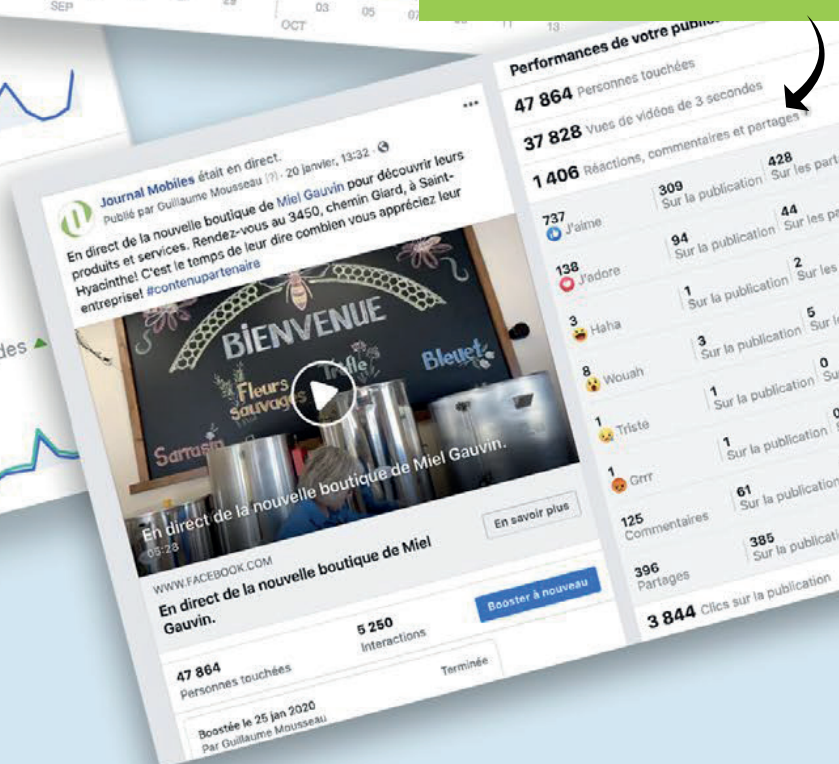 SEP
29
OCT
03
05
07
11
13
Journal Mobiles était en direct.
Publié par Guillaume Mousseau [?] · 20 janvier, 13:32 ·
En direct de la nouvelle boutique de Miel Gauvin pour découvrir leurs
produits et services. Rendez-vous au 3450, chemin Giard, à Saint-
Hyacinthe! C'est le temps de leur dire combien vous appréciez leur
entreprise! #contenupartenaire
BIENVENUE
Fleurs
sauvages
Trèfle
Bleuet
Sarrasin
En direct de la nouvelle boutique de Miel Gauvin.
05:28
WWW.FACEBOOK.COM
En direct de la nouvelle boutique de Miel
Gauvin.
En savoir plus
47 864
Personnes touchées
5 250
Interactions
Booster à nouveau
Boostée le 25 jan 2020
Par Guillaume Mousseau
Terminée
Performances de votre
47 864 Personnes touchées
37 828 Vues de vidéos de 3 secondes
1 406 Réactions, commentaires et partages
737
J'aime
309
Sur la publication
428
Sur les
138
J'adore
94
Sur la publication
44
Sur les
3
Haha
1
Sur la publication
2
Sur les
8
Wouah
3
Sur la publication
5
Sur
1
Triste
1
Sur la publication
0
1
Grrr
1
Sur la publication
125
Commentaires
61
Sur la publication
396
Partages
385
Sur la
3 844 Clics sur la publication